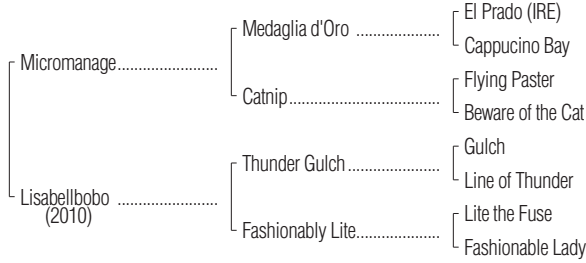 El Prado (IRE)
Medaglia d'Oro ..................
Cappucino Bay
Micromanage........................
Flying Paster
Catnip..................................
Beware of the Cat
Gulch
Thunder Gulch....................
Line of Thunder
Lisabellbobo ........................
(2010)
Lite the Fuse
Fashionably Lite..................
Fashionable Lady